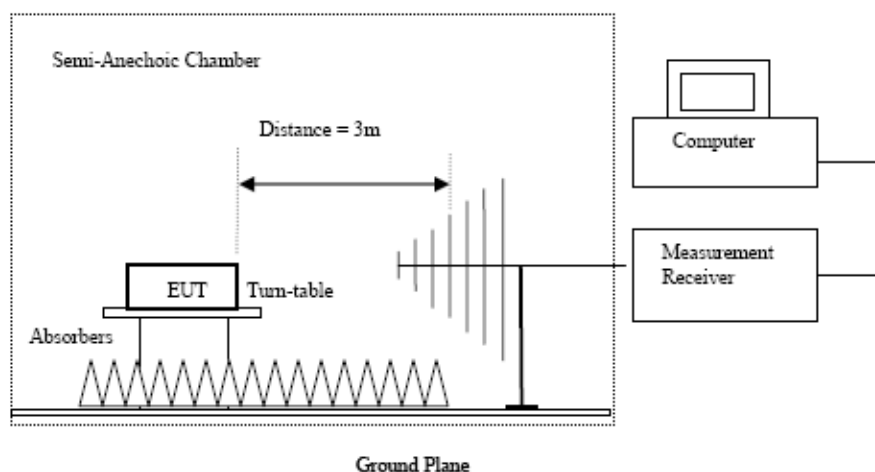 Semi-Anechoic Chamber
Distance = 3m
Computer
Measurement
Receiver
EUT
Turn-table
Absorbers
Ground Plane